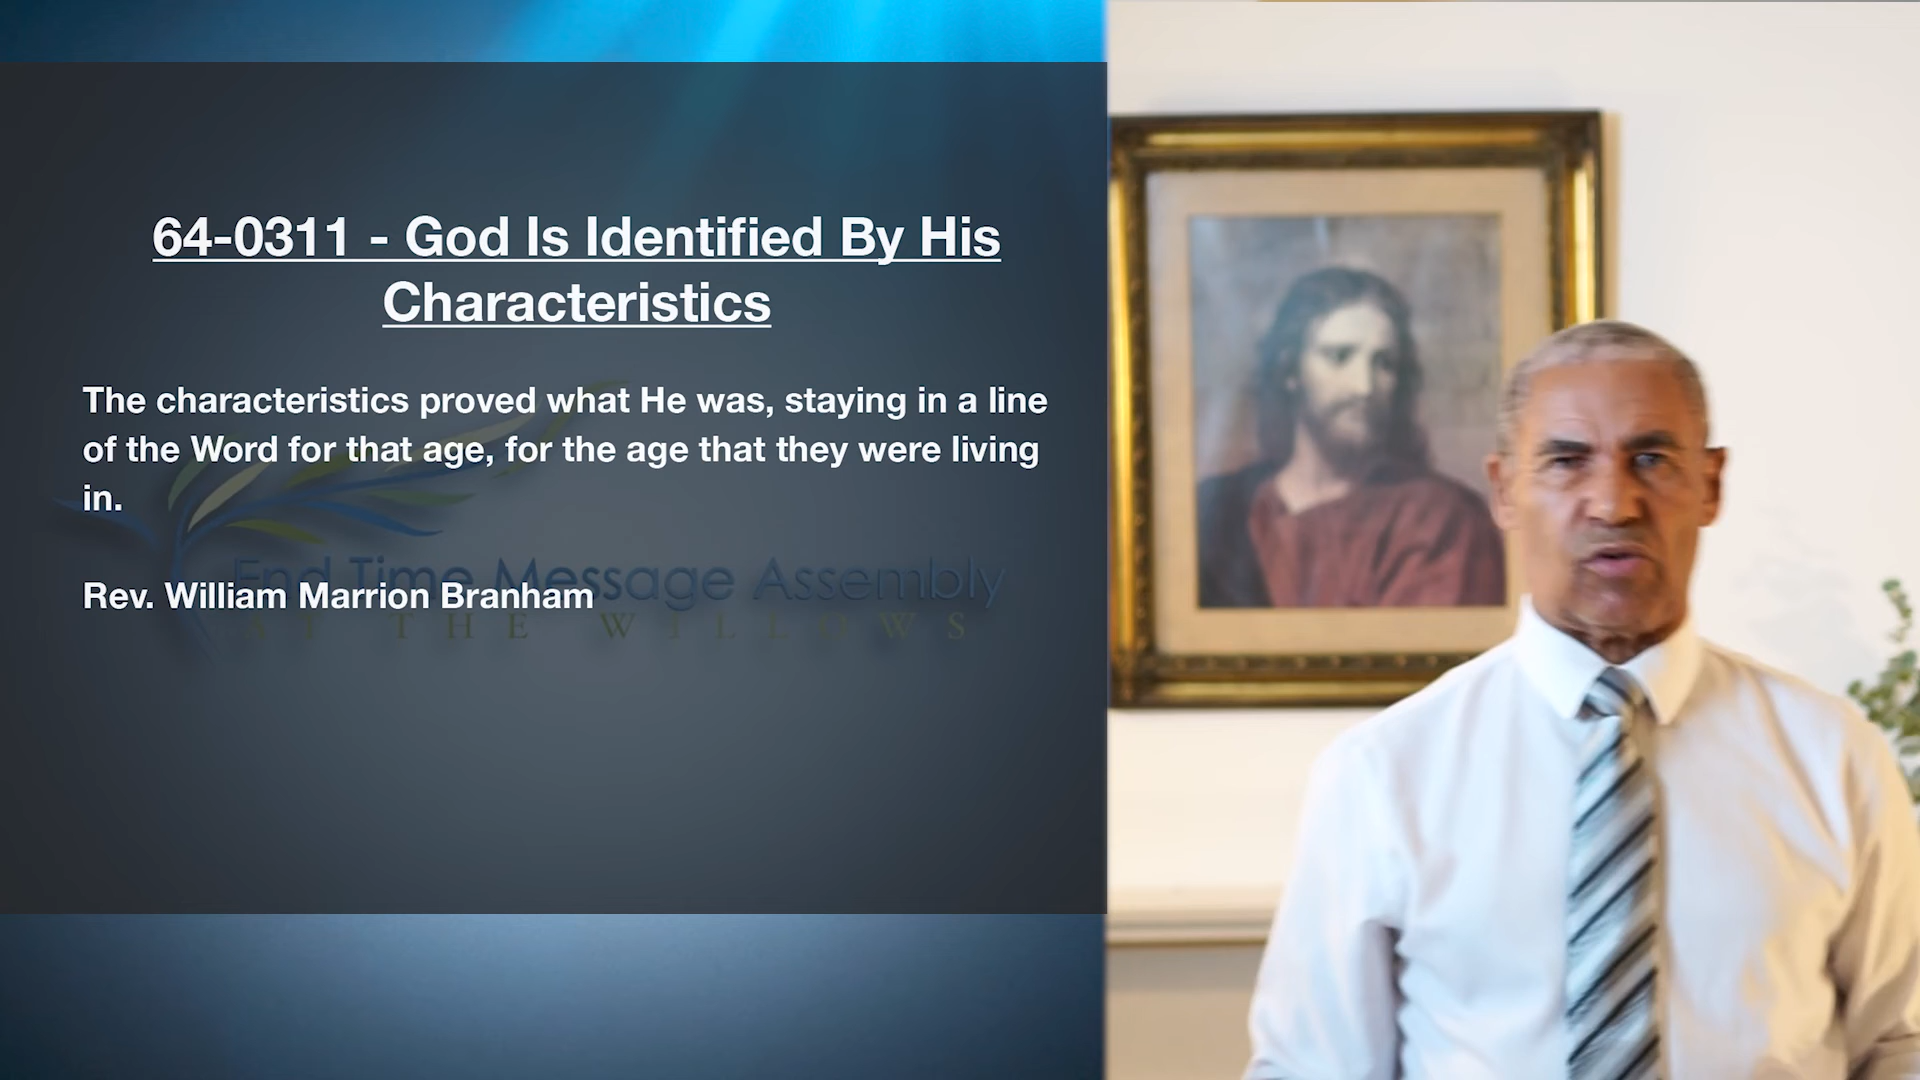 64-0311 - God Is Identified By His
Characteristics
The characteristics proved what He was, staying in a line
of the Word for that age, for the age that they were living
in.
End Time Message Assembly
Rev. William Marrion Branham
AT THE WILLOWS